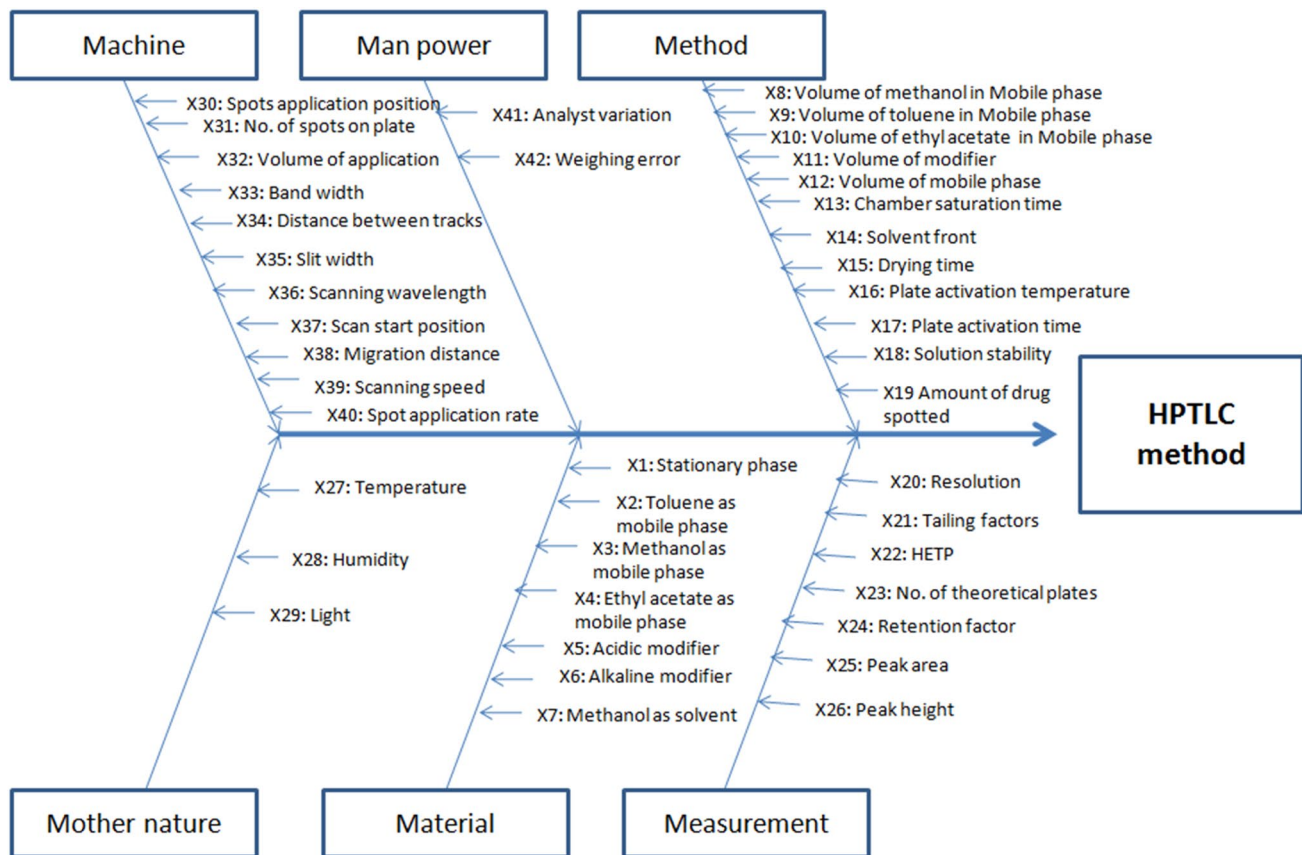 Machine
Man power
Method
X30: Spots application position
X31: No. of spots on plate
X32: Volume of application
X33: Band width
X34: Distance between tracks
X35: Slit width
X36: Scanning wavelength
X37: Scan start position
X38: Migration distance
X39: Scanning speed
X40: Spot application rate
X41: Analyst variation
X42: Weighing error
X8: Volume of methanol in Mobile phase
X9: Volume of toluene in Mobile phase
X10: Volume of ethyl acetate in Mobile phase
X11: Volume of modifier
X12: Volume of mobile phase
X13: Chamber saturation time
X14: Solvent front
X15: Drying time
X16: Plate activation temperature
X17: Plate activation time
X18: Solution stability
X19 Amount of drug
spotted
HPTLC
method
X27: Temperature
X28: Humidity
X29: Light
X1: Stationary phase
X2: Toluene as
mobile phase
X3: Methanol as
mobile phase
X4: Ethyl acetate as
mobile phase
X5: Acidic modifier
X6: Alkaline modifier
X7: Methanol as solvent
X20: Resolution
X21: Tailing factors
X22: HETP
X23: No. of theoretical plates
X24: Retention factor
X25: Peak area
X26: Peak height
Mother nature
Material
Measurement